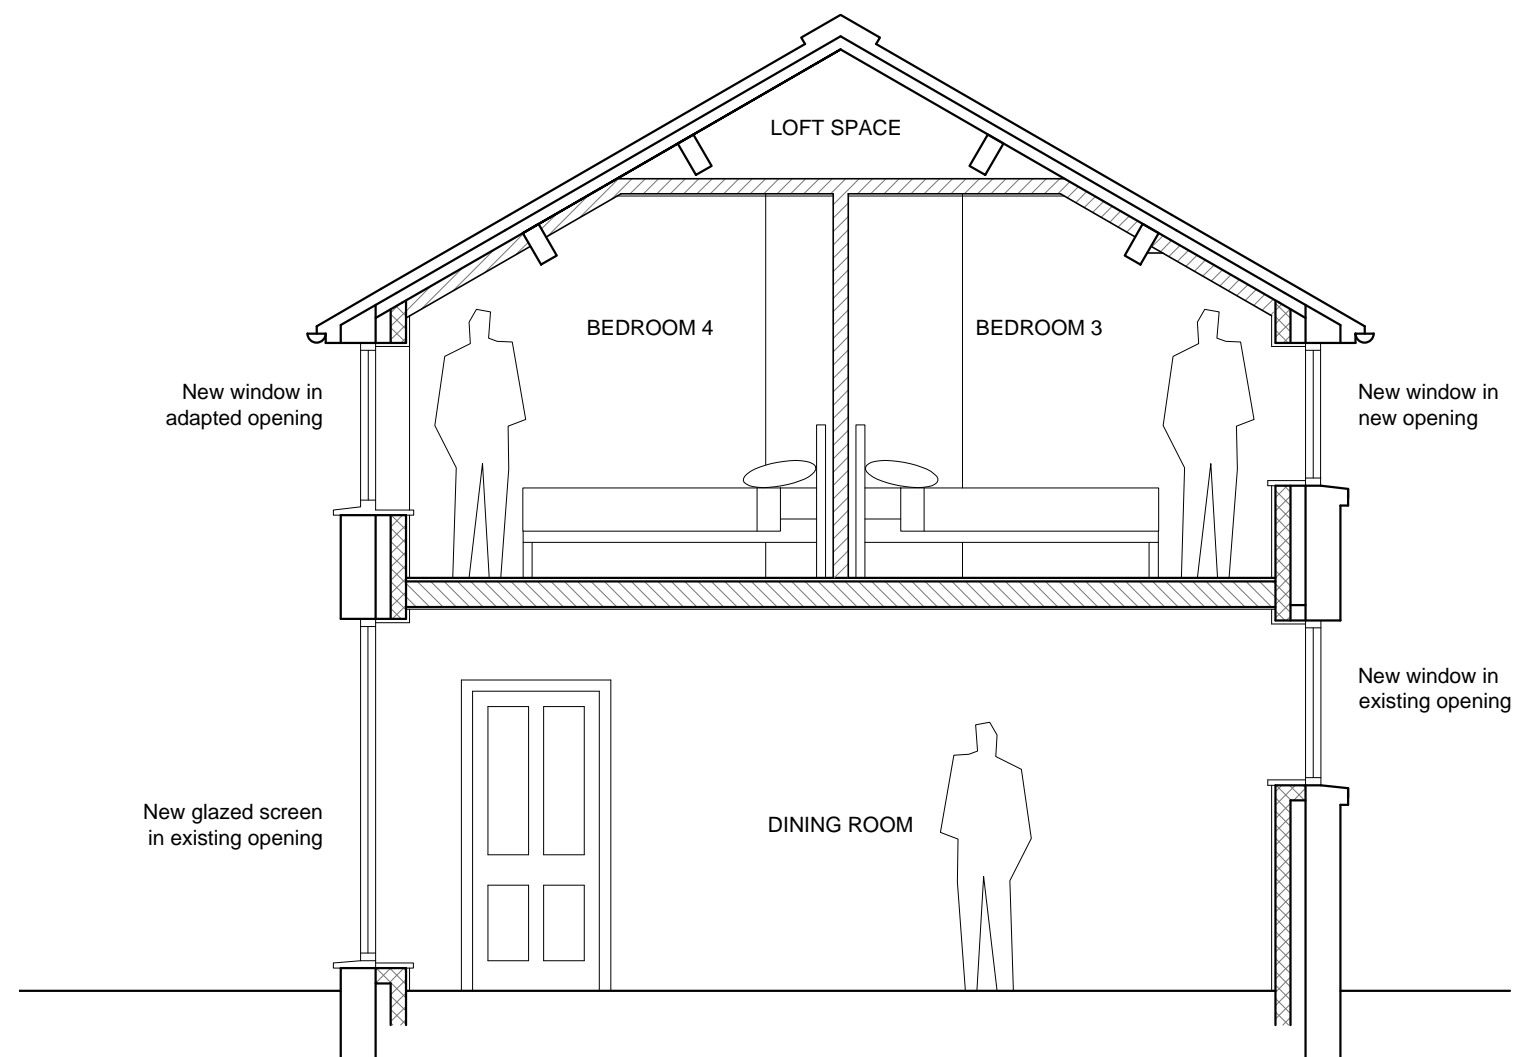 LOFT SPACE
BEDROOM 4
BEDROOM 3
New window in
adapted opening
New window in
new opening
New window in
existing opening
New glazed screen
in existing opening
DINING ROOM